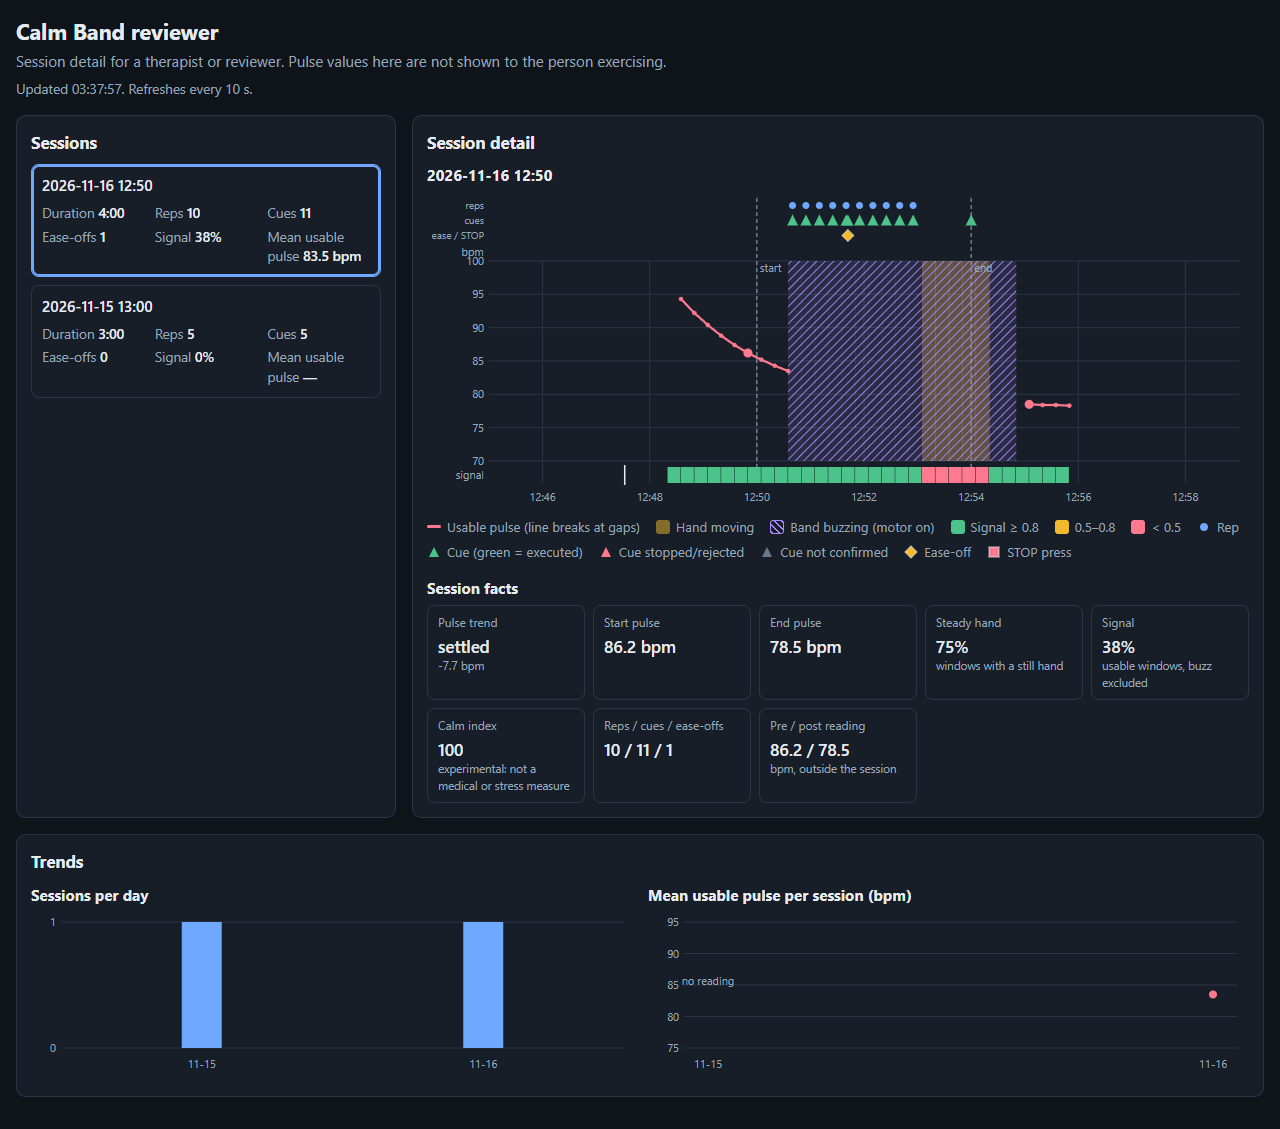 Calm Band reviewer
Session detail for a therapist or reviewer. Pulse values here are not shown to the person exercising.
Updated 03:37:57. Refreshes every 10 s.
Sessions
2026-11-16 12:50
Duration 4:00 Reps 10 Cues 11
Ease-offs 1 Signal 38% Mean usable
pulse 83.5 bpm
2026-11-15 13:00
Duration 3:00 Reps 5 Cues 5
Ease-offs 0 Signal 0% Mean usable
pulse —
Session detail
2026-11-16 12:50
reps
cues
ease / STOP
bpm
100
start
end
95
90
85
80
75
70
signal
12:46 12:48 12:50 12:52 12:54 12:56 12:58
Usable pulse (line breaks at gaps) Hand moving Band buzzing (motor on) Signal ≥ 0.8 0.5–0.8 < 0.5 Rep
Cue (green = executed) Cue stopped/rejected Cue not confirmed Ease-off STOP press
Session facts
Pulse trend
settled
-7.7 bpm
Start pulse
86.2 bpm
End pulse
78.5 bpm
Steady hand
75%
windows with a still hand
Signal
38%
usable windows, buzz
excluded
Calm index
100
experimental: not a
medical or stress measure
Reps / cues / ease-offs
10 / 11 / 1
Pre / post reading
86.2 / 78.5
bpm, outside the session
Trends
Sessions per day
1
0
11-15 11-16
Mean usable pulse per session (bpm)
95
90
85 no reading
80
75
11-15 11-16